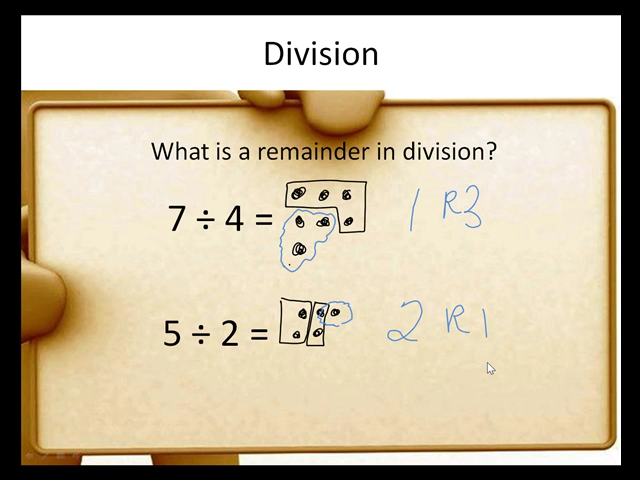 Division
What is a remainder in division?
7 ÷ 4 = 1 R3
5 ÷ 2 = 2 R1